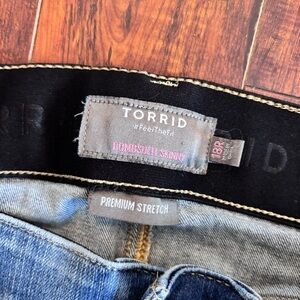 TORRID
#FeelTheFit
BOMBSHELL SKINNY
18R
R
I D
PREMIUM STRETCH